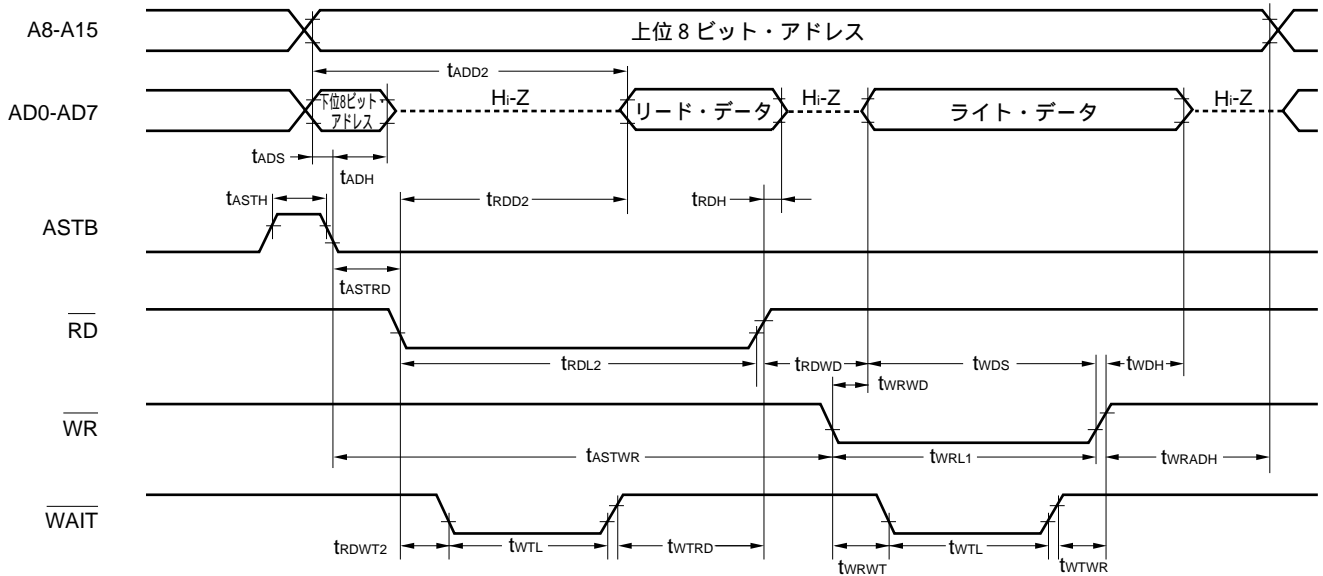 A8-A15
上位8ビット・アドレス
tADD2
AD0-AD7
下位8ビット・
アドレス
Hi-Z
リード・データ
Hi-Z
ライト・データ
Hi-Z
tADS
tADH
tASTH
tRDD2
tRDH
ASTB
tASTRD
RD
tRDL2
tRDWD
tWDS
tWDH
tWRWD
WR
tASTWR
tWRL1
tWRADH
WAIT
tRDWT2
tWTL
tWTRD
tWRWT
tWTL
tWTWR